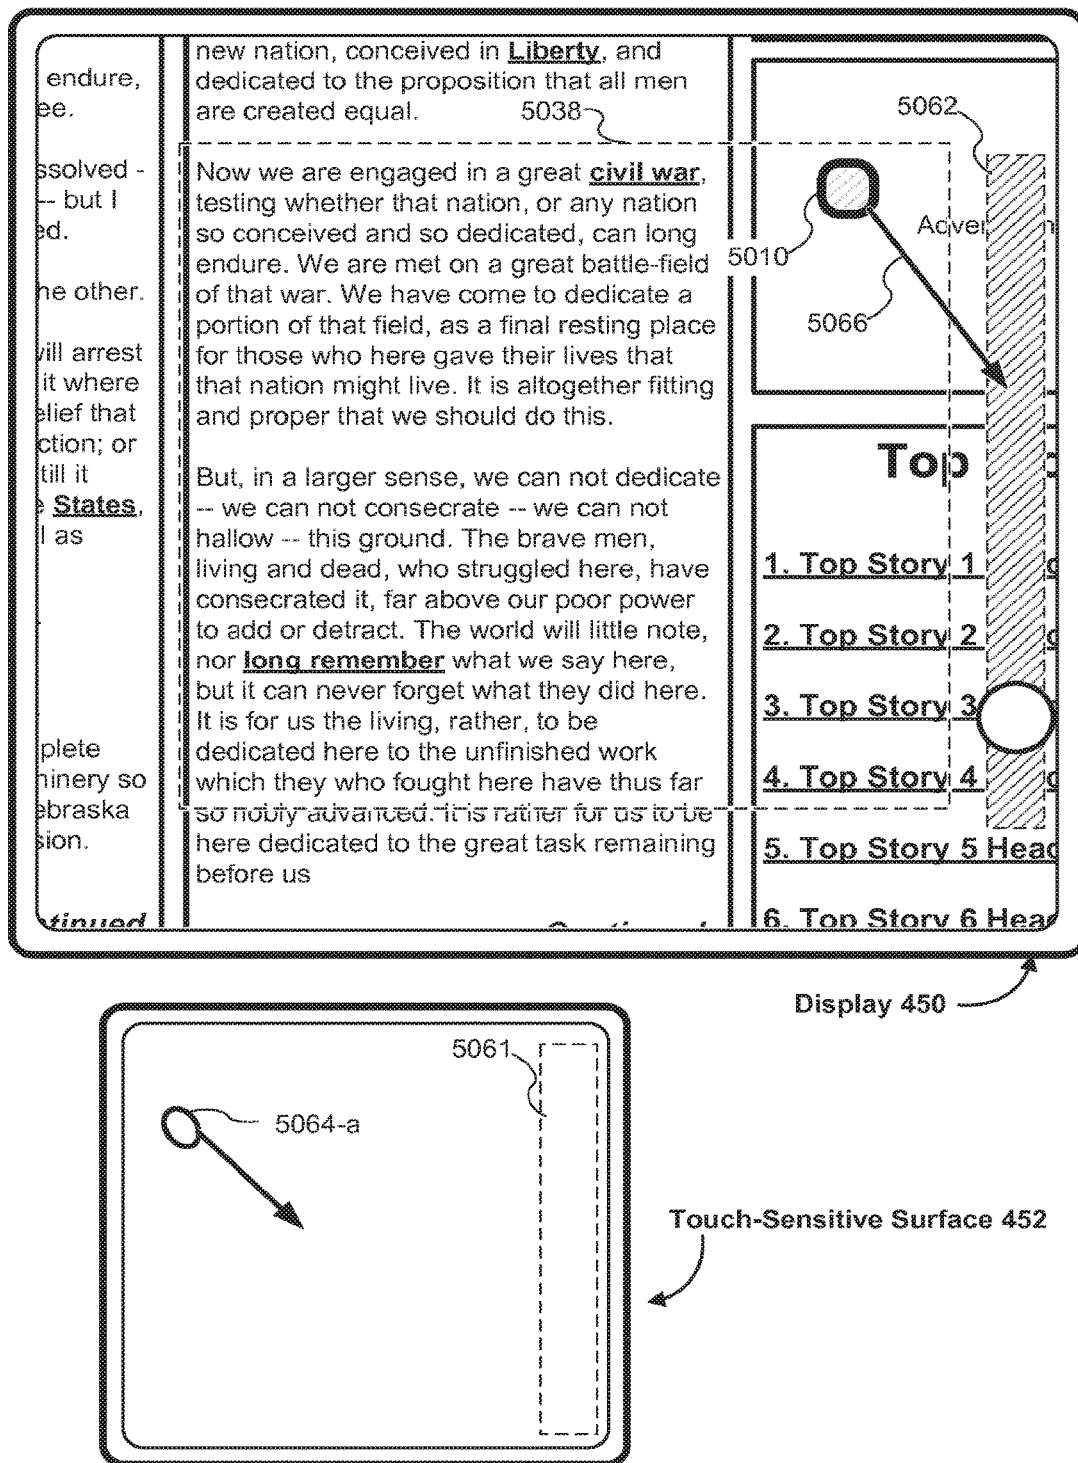 endure,
ee.
ssolved -
-- but I
ed.
he other.
will arrest
it where
elief that
ction; or
till it
e States,
l as
plete
hinery so
ebraska
sion.
tinued
new nation, conceived in Liberty, and
dedicated to the proposition that all men
are created equal.
5038
Now we are engaged in a great civil war,
testing whether that nation, or any nation
so conceived and so dedicated, can long
endure. We are met on a great battle-field
of that war. We have come to dedicate a
portion of that field, as a final resting place
for those who here gave their lives that
that nation might live. It is altogether fitting
and proper that we should do this.
But, in a larger sense, we can not dedicate
-- we can not consecrate -- we can not
hallow -- this ground. The brave men,
living and dead, who struggled here, have
consecrated it, far above our poor power
to add or detract. The world will little note,
nor long remember what we say here,
but it can never forget what they did here.
It is for us the living, rather, to be
dedicated here to the unfinished work
which they who fought here have thus far
so nobly advanced. It is rather for us to be
here dedicated to the great task remaining
before us
5062
Adver
5010
5066
Top
1. Top Story 1
2. Top Story 2
3. Top Story 3
4. Top Story 4
5. Top Story 5 Head
6. Top Story 6 Head
Display 450
5061
5064-a
Touch-Sensitive Surface 452